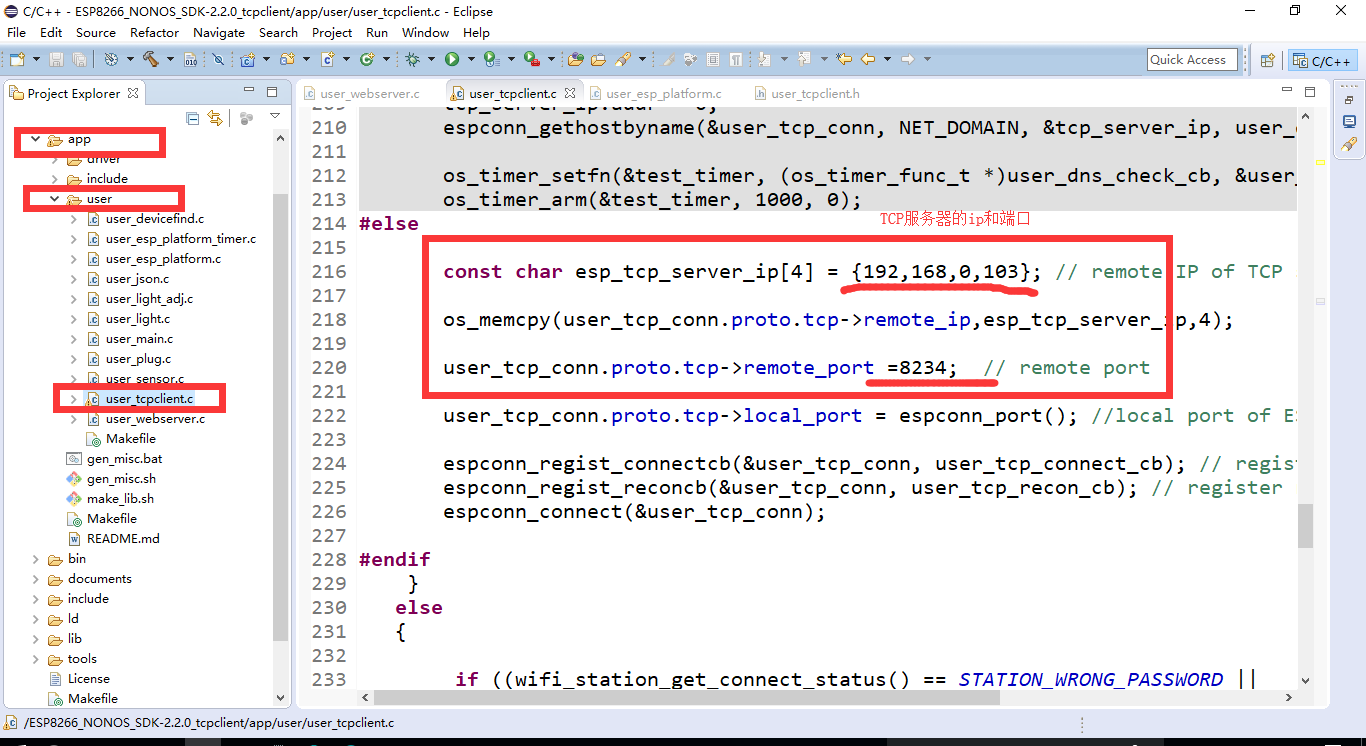 C/C++ - ESP8266_NONOS_SDK-2.2.0_tcpclient/app/user/user_tcpclient.c - Eclipse
File Edit Source Refactor Navigate Search Project Run Window Help
Quick Access
C/C++
Project Explorer
user_webserver.c
user_tcpclient.c
user_esp_platform.c
user_tcpclient.h
app
driver
include
user
user_devicefind.c
user_esp_platform_timer.c
user_esp_platform.c
user_json.c
user_light_adj.c
user_light.c
user_main.c
user_plug.c
user_sensor.c
user_tcpclient.c
user_webserver.c
Makefile
gen_misc.bat
gen_misc.sh
make_lib.sh
Makefile
README.md
bin
documents
include
ld
lib
tools
License
Makefile
210 espconn_gethostbyname(&user_tcp_conn, NET_DOMAIN, &tcp_server_ip, user_
211
212 os_timer_setfn(&test_timer, (os_timer_func_t *)user_dns_check_cb, &user_
213 os_timer_arm(&test_timer, 1000, 0);
TCP服务器的ip和端口
214 #else
215
216 const char esp_tcp_server_ip[4] = {192,168,0,103}; // remote IP of TCP
217
218 os_memcpy(user_tcp_conn.proto.tcp->remote_ip,esp_tcp_server_ip,4);
219
220 user_tcp_conn.proto.tcp->remote_port =8234; // remote port
221
222 user_tcp_conn.proto.tcp->local_port = espconn_port(); //local port of E
223
224 espconn_regist_connectcb(&user_tcp_conn, user_tcp_connect_cb); // regis
225 espconn_regist_reconcb(&user_tcp_conn, user_tcp_recon_cb); // register
226 espconn_connect(&user_tcp_conn);
227
228 #endif
229 }
230 else
231 {
232
233 if ((wifi_station_get_connect_status() == STATION_WRONG_PASSWORD ||
/ESP8266_NONOS_SDK-2.2.0_tcpclient/app/user/user_tcpclient.c